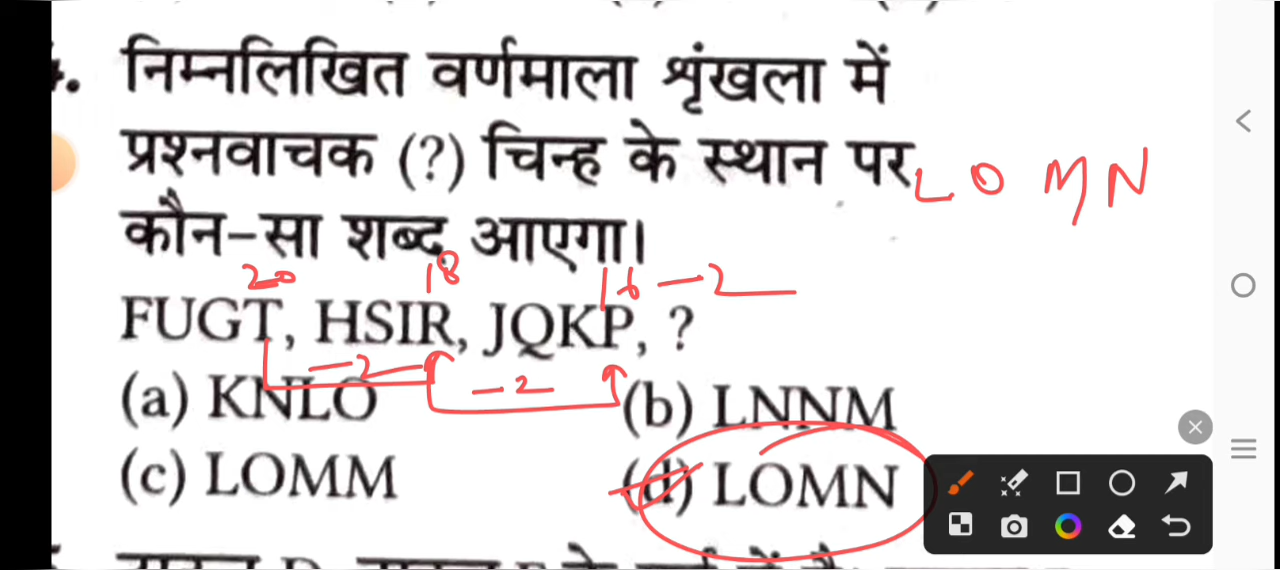 4. निम्नलिखित वर्णमाला श्रृंखला में
प्रश्नवाचक (?) चिन्ह के स्थान पर
L O M N
कौन-सा शब्द आएगा।
20 18 16 -2
FUGT, HSIR, JQKP, ?
-2 -2
(a) KNLO (b) LNNM
(c) LOMM (d) LOMN